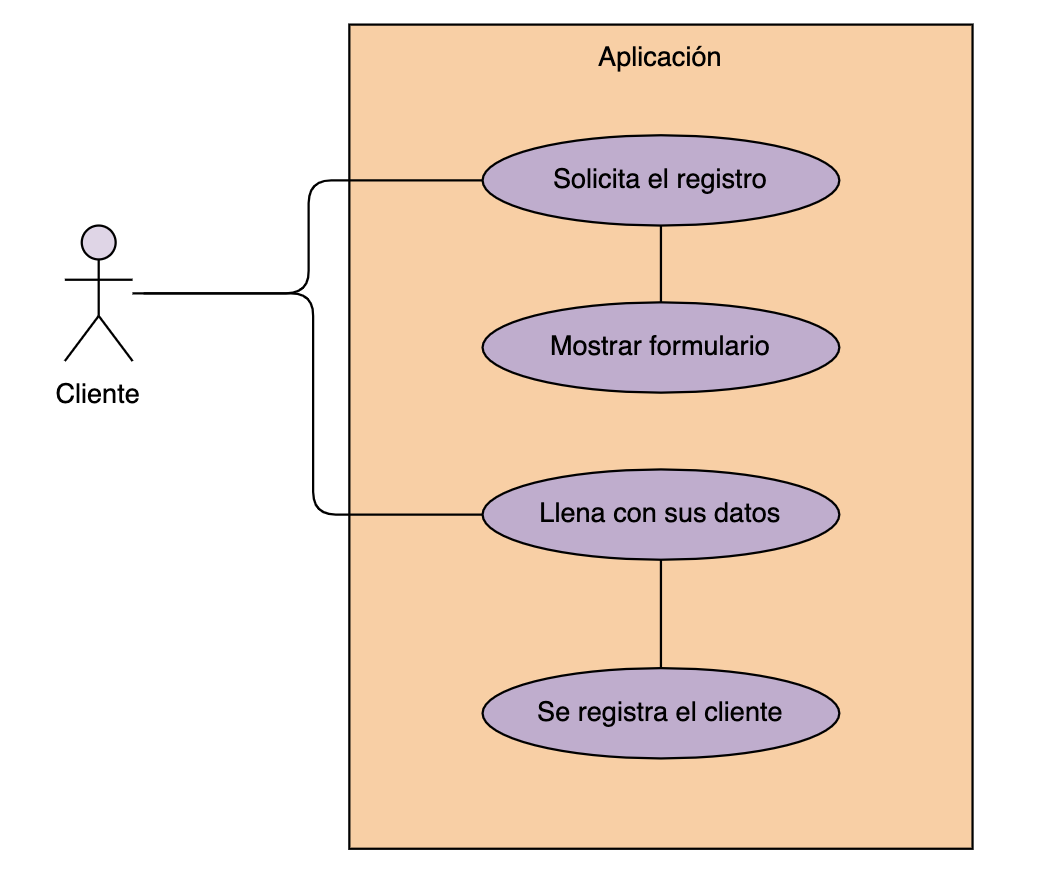 Aplicación
Solicita el registro
Mostrar formulario
Cliente
Llena con sus datos
Se registra el cliente